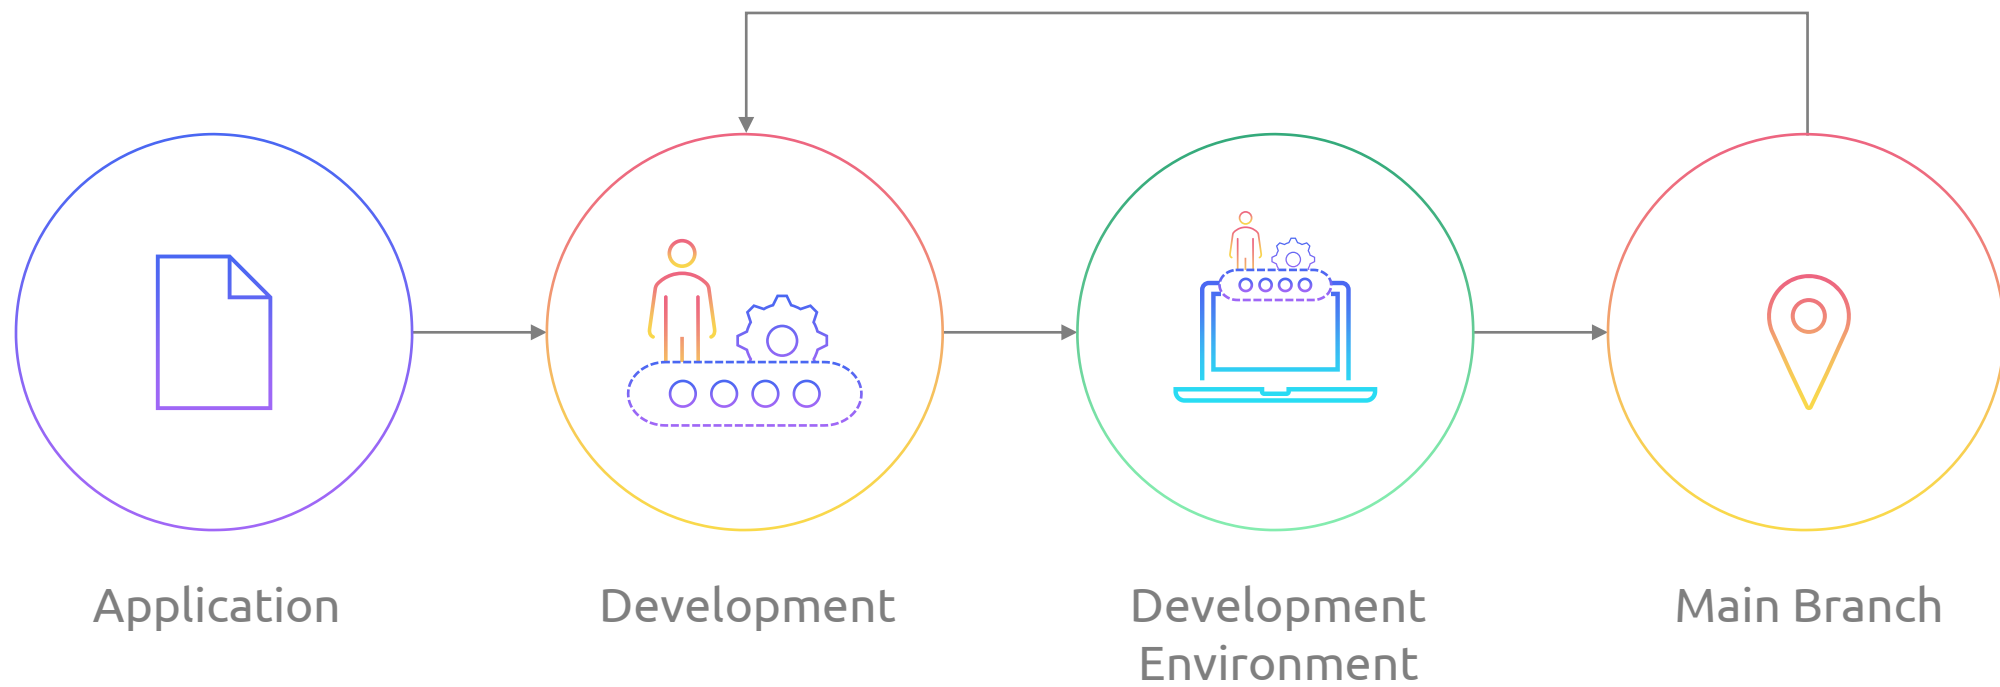 Application
Development
Development
Environment
Main Branch